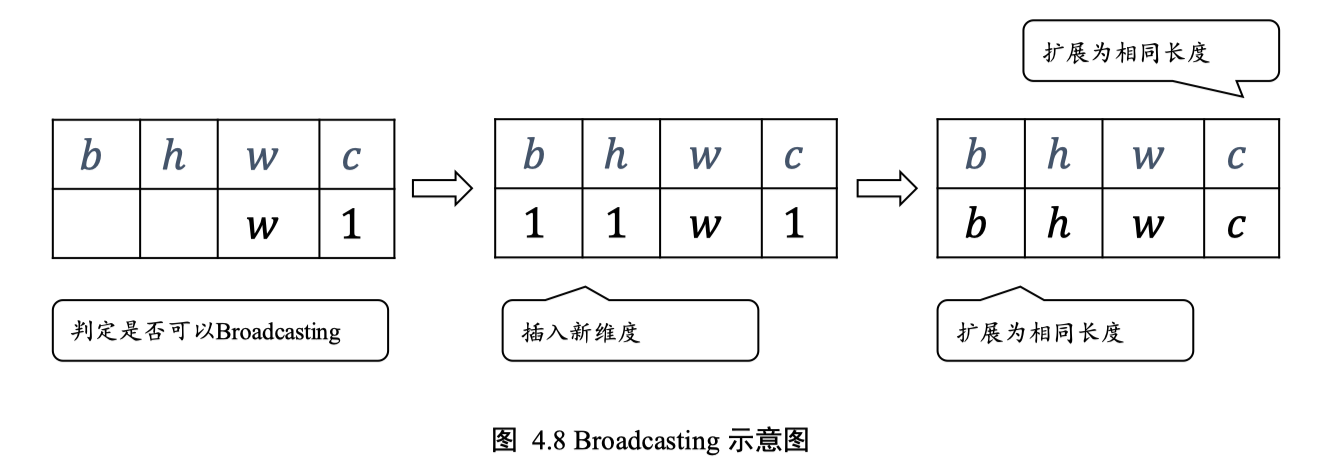 扩展为相同长度
b h w c
w 1
b h w c
1 1 w 1
b h w c
b h w c
判定是否可以Broadcasting
插入新维度
扩展为相同长度
图 4.8 Broadcasting 示意图